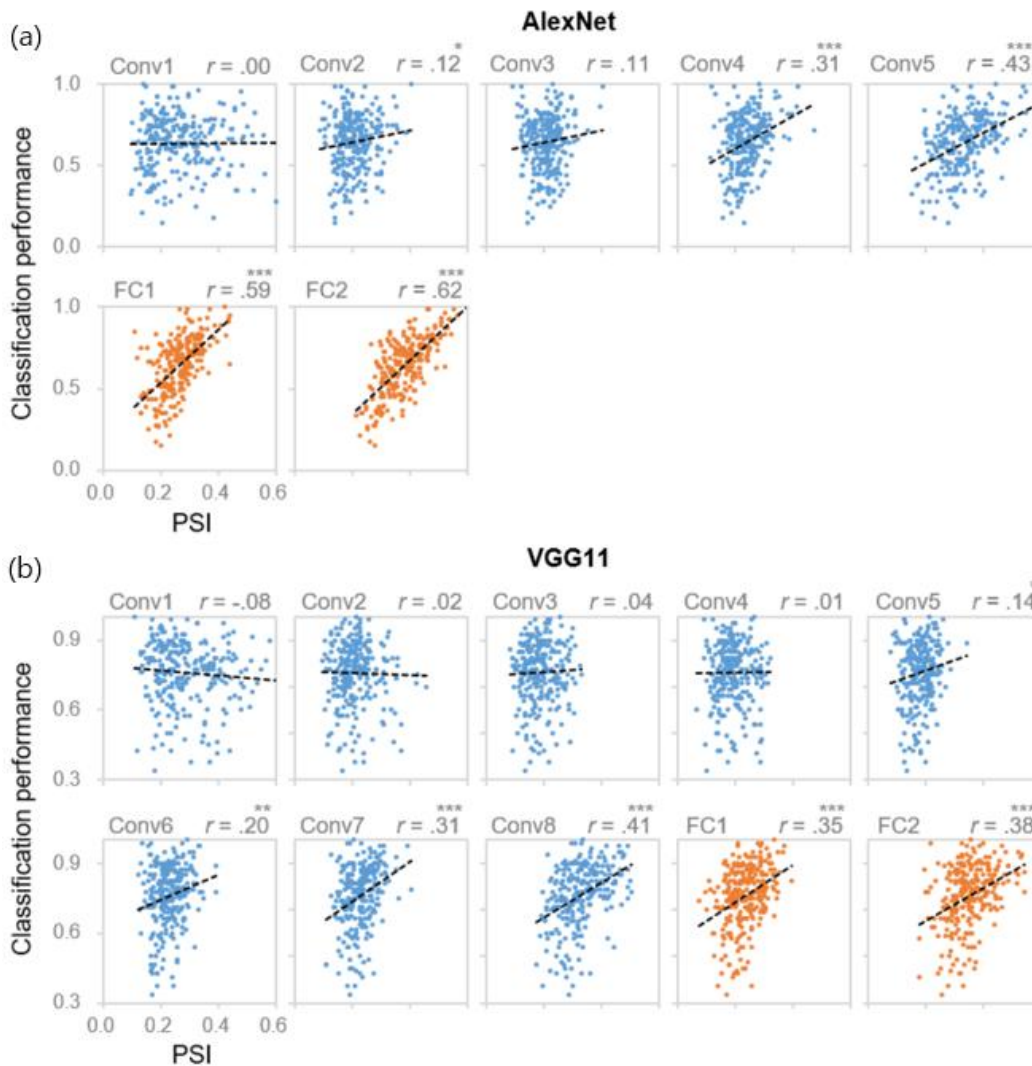 AlexNet
(a)
Conv1 r = .00
Conv2 r = .12 *
Conv3 r = .11
Conv4 r = .31 ***
Conv5 r = .43 ***
1.0
0.5
0.0
Classification performance
FC1 r = .59 ***
FC2 r = .62 ***
1.0
0.5
0.0
0.0 0.2 0.4 0.6
PSI
VGG11
(b)
Conv1 r = -.08
Conv2 r = .02
Conv3 r = .04
Conv4 r = .01
Conv5 r = .14 *
0.9
0.6
0.3
Classification performance
Conv6 r = .20 **
Conv7 r = .31 ***
Conv8 r = .41 ***
FC1 r = .35 ***
FC2 r = .38 ***
0.9
0.6
0.3
0.0 0.2 0.4 0.6
PSI